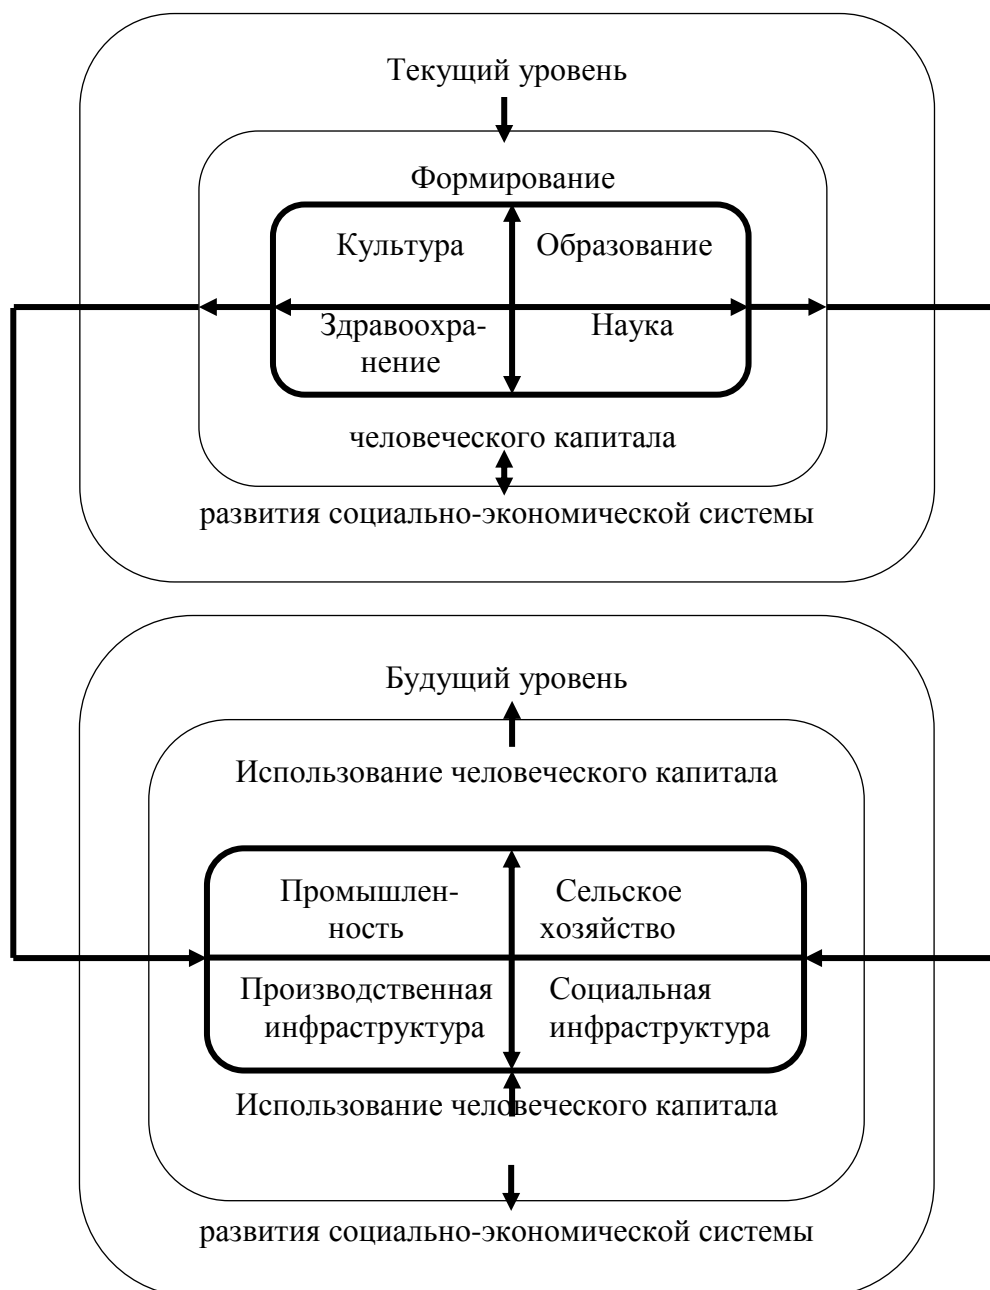 Текущий уровень
Формирование
Культура
Образование
Здравоохра-
нение
Наука
человеческого капитала
развития социально-экономической системы
Будущий уровень
Использование человеческого капитала
Промышлен-
ность
Сельское
хозяйство
Производственная
инфраструктура
Социальная
инфраструктура
Использование человеческого капитала
развития социально-экономической системы